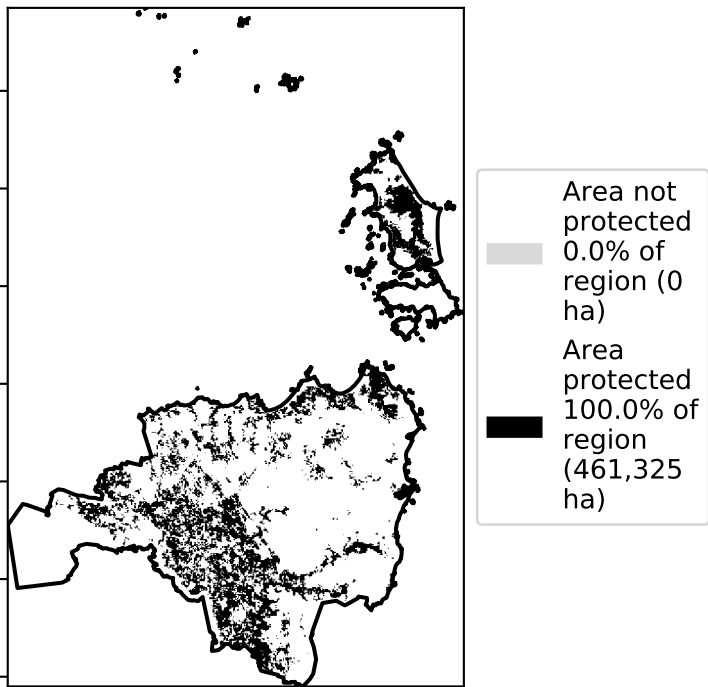 Area not
protected
0.0% of
region (0
ha)
Area
protected
100.0% of
region
(461,325
ha)